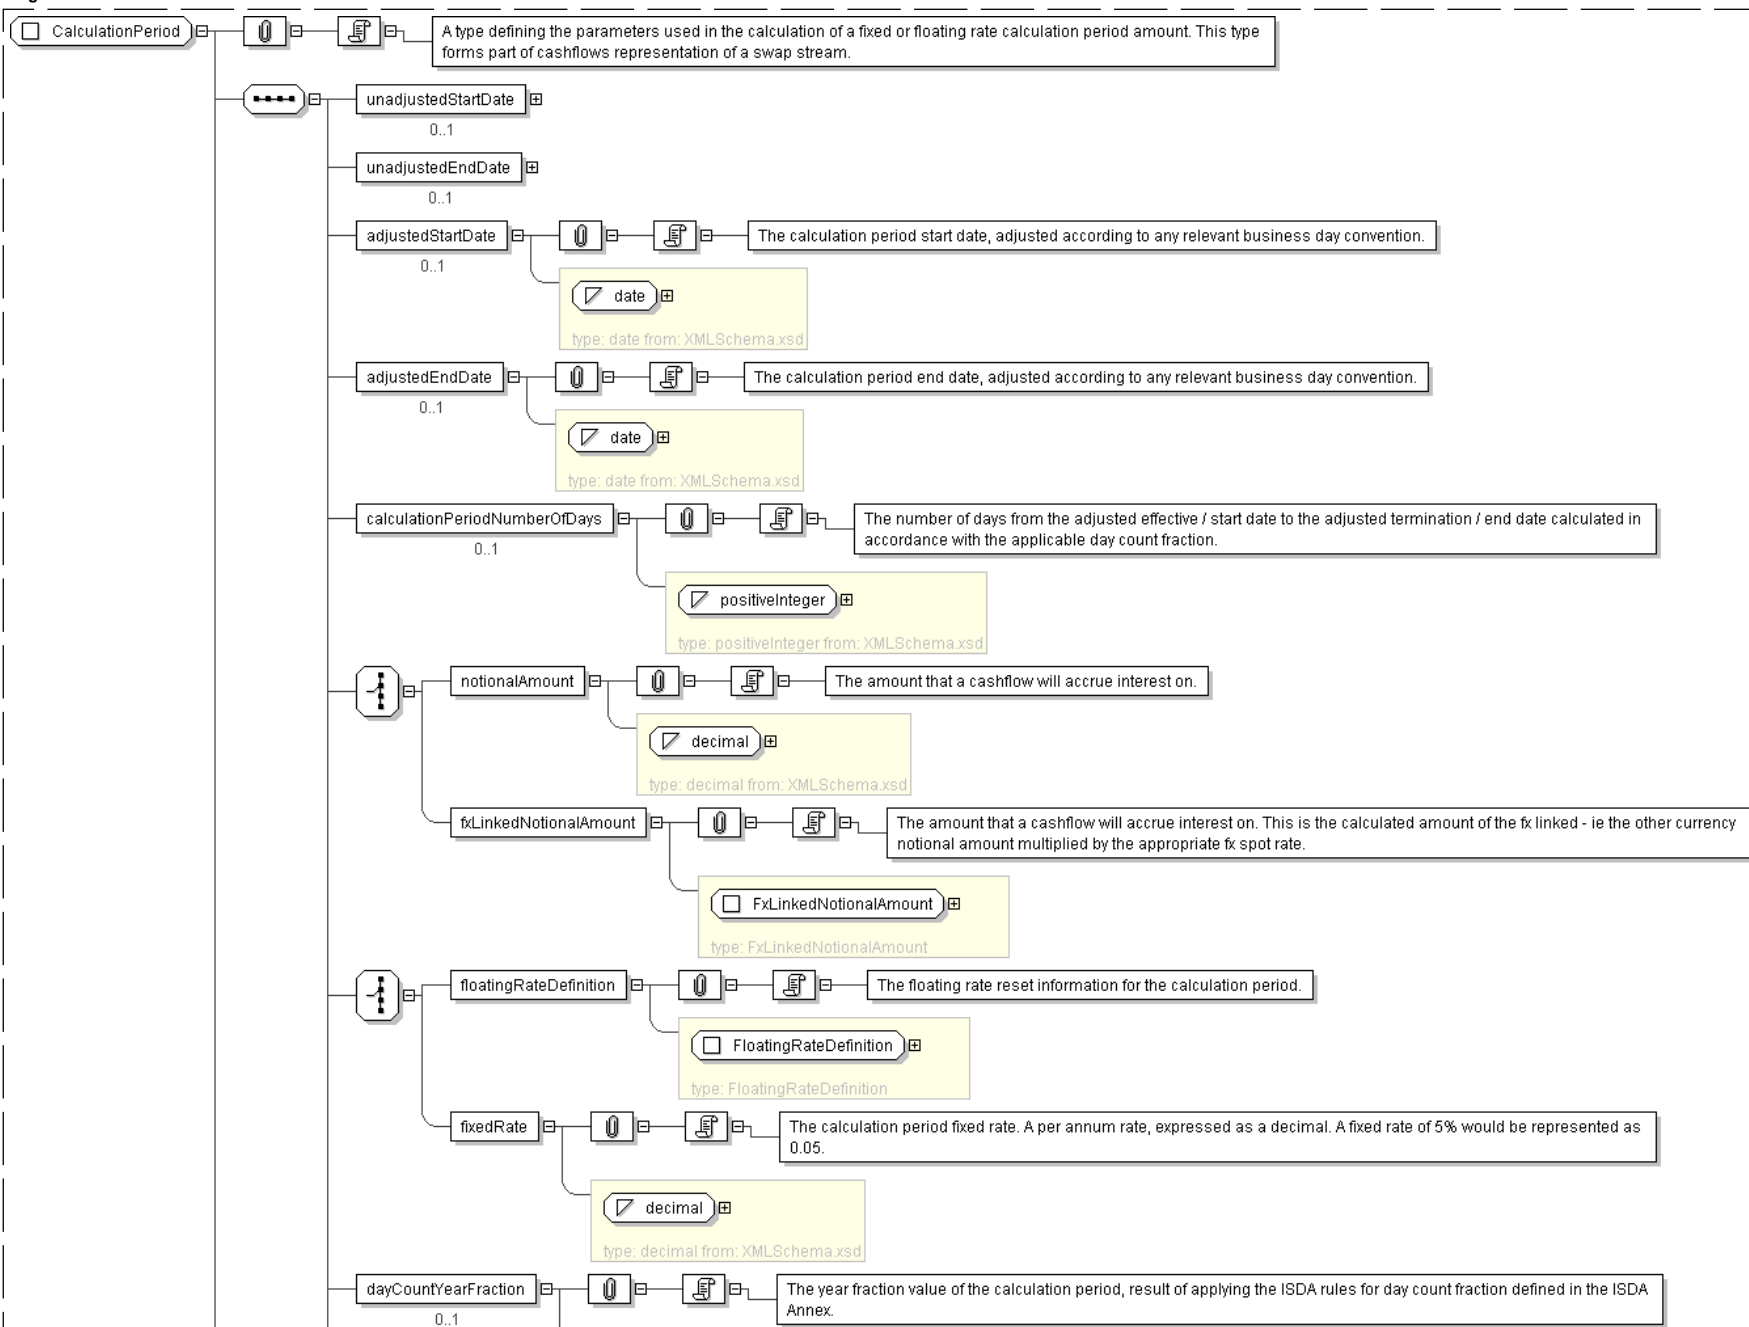 CalculationPeriod
A type defining the parameters used in the calculation of a fixed or floating rate calculation period amount. This type
forms part of cashflows representation of a swap stream.
unadjustedStartDate
0..1
unadjustedEndDate
0..1
adjustedStartDate
The calculation period start date, adjusted according to any relevant business day convention.
0..1
date
type: date from: XMLSchema.xsd
adjustedEndDate
The calculation period end date, adjusted according to any relevant business day convention.
0..1
date
type: date from: XMLSchema.xsd
calculationPeriodNumberOfDays
The number of days from the adjusted effective / start date to the adjusted termination / end date calculated in
accordance with the applicable day count fraction.
0..1
positiveInteger
type: positiveInteger from: XMLSchema.xsd
notionalAmount
The amount that a cashflow will accrue interest on.
decimal
type: decimal from: XMLSchema.xsd
fxLinkedNotionalAmount
The amount that a cashflow will accrue interest on. This is the calculated amount of the fx linked - ie the other currency
notional amount multiplied by the appropriate fx spot rate.
FxLinkedNotionalAmount
type: FxLinkedNotionalAmount
floatingRateDefinition
The floating rate reset information for the calculation period.
FloatingRateDefinition
type: FloatingRateDefinition
fixedRate
The calculation period fixed rate. A per annum rate, expressed as a decimal. A fixed rate of 5% would be represented as
0.05.
decimal
type: decimal from: XMLSchema.xsd
dayCountYearFraction
The year fraction value of the calculation period, result of applying the ISDA rules for day count fraction defined in the ISDA
Annex.
0..1